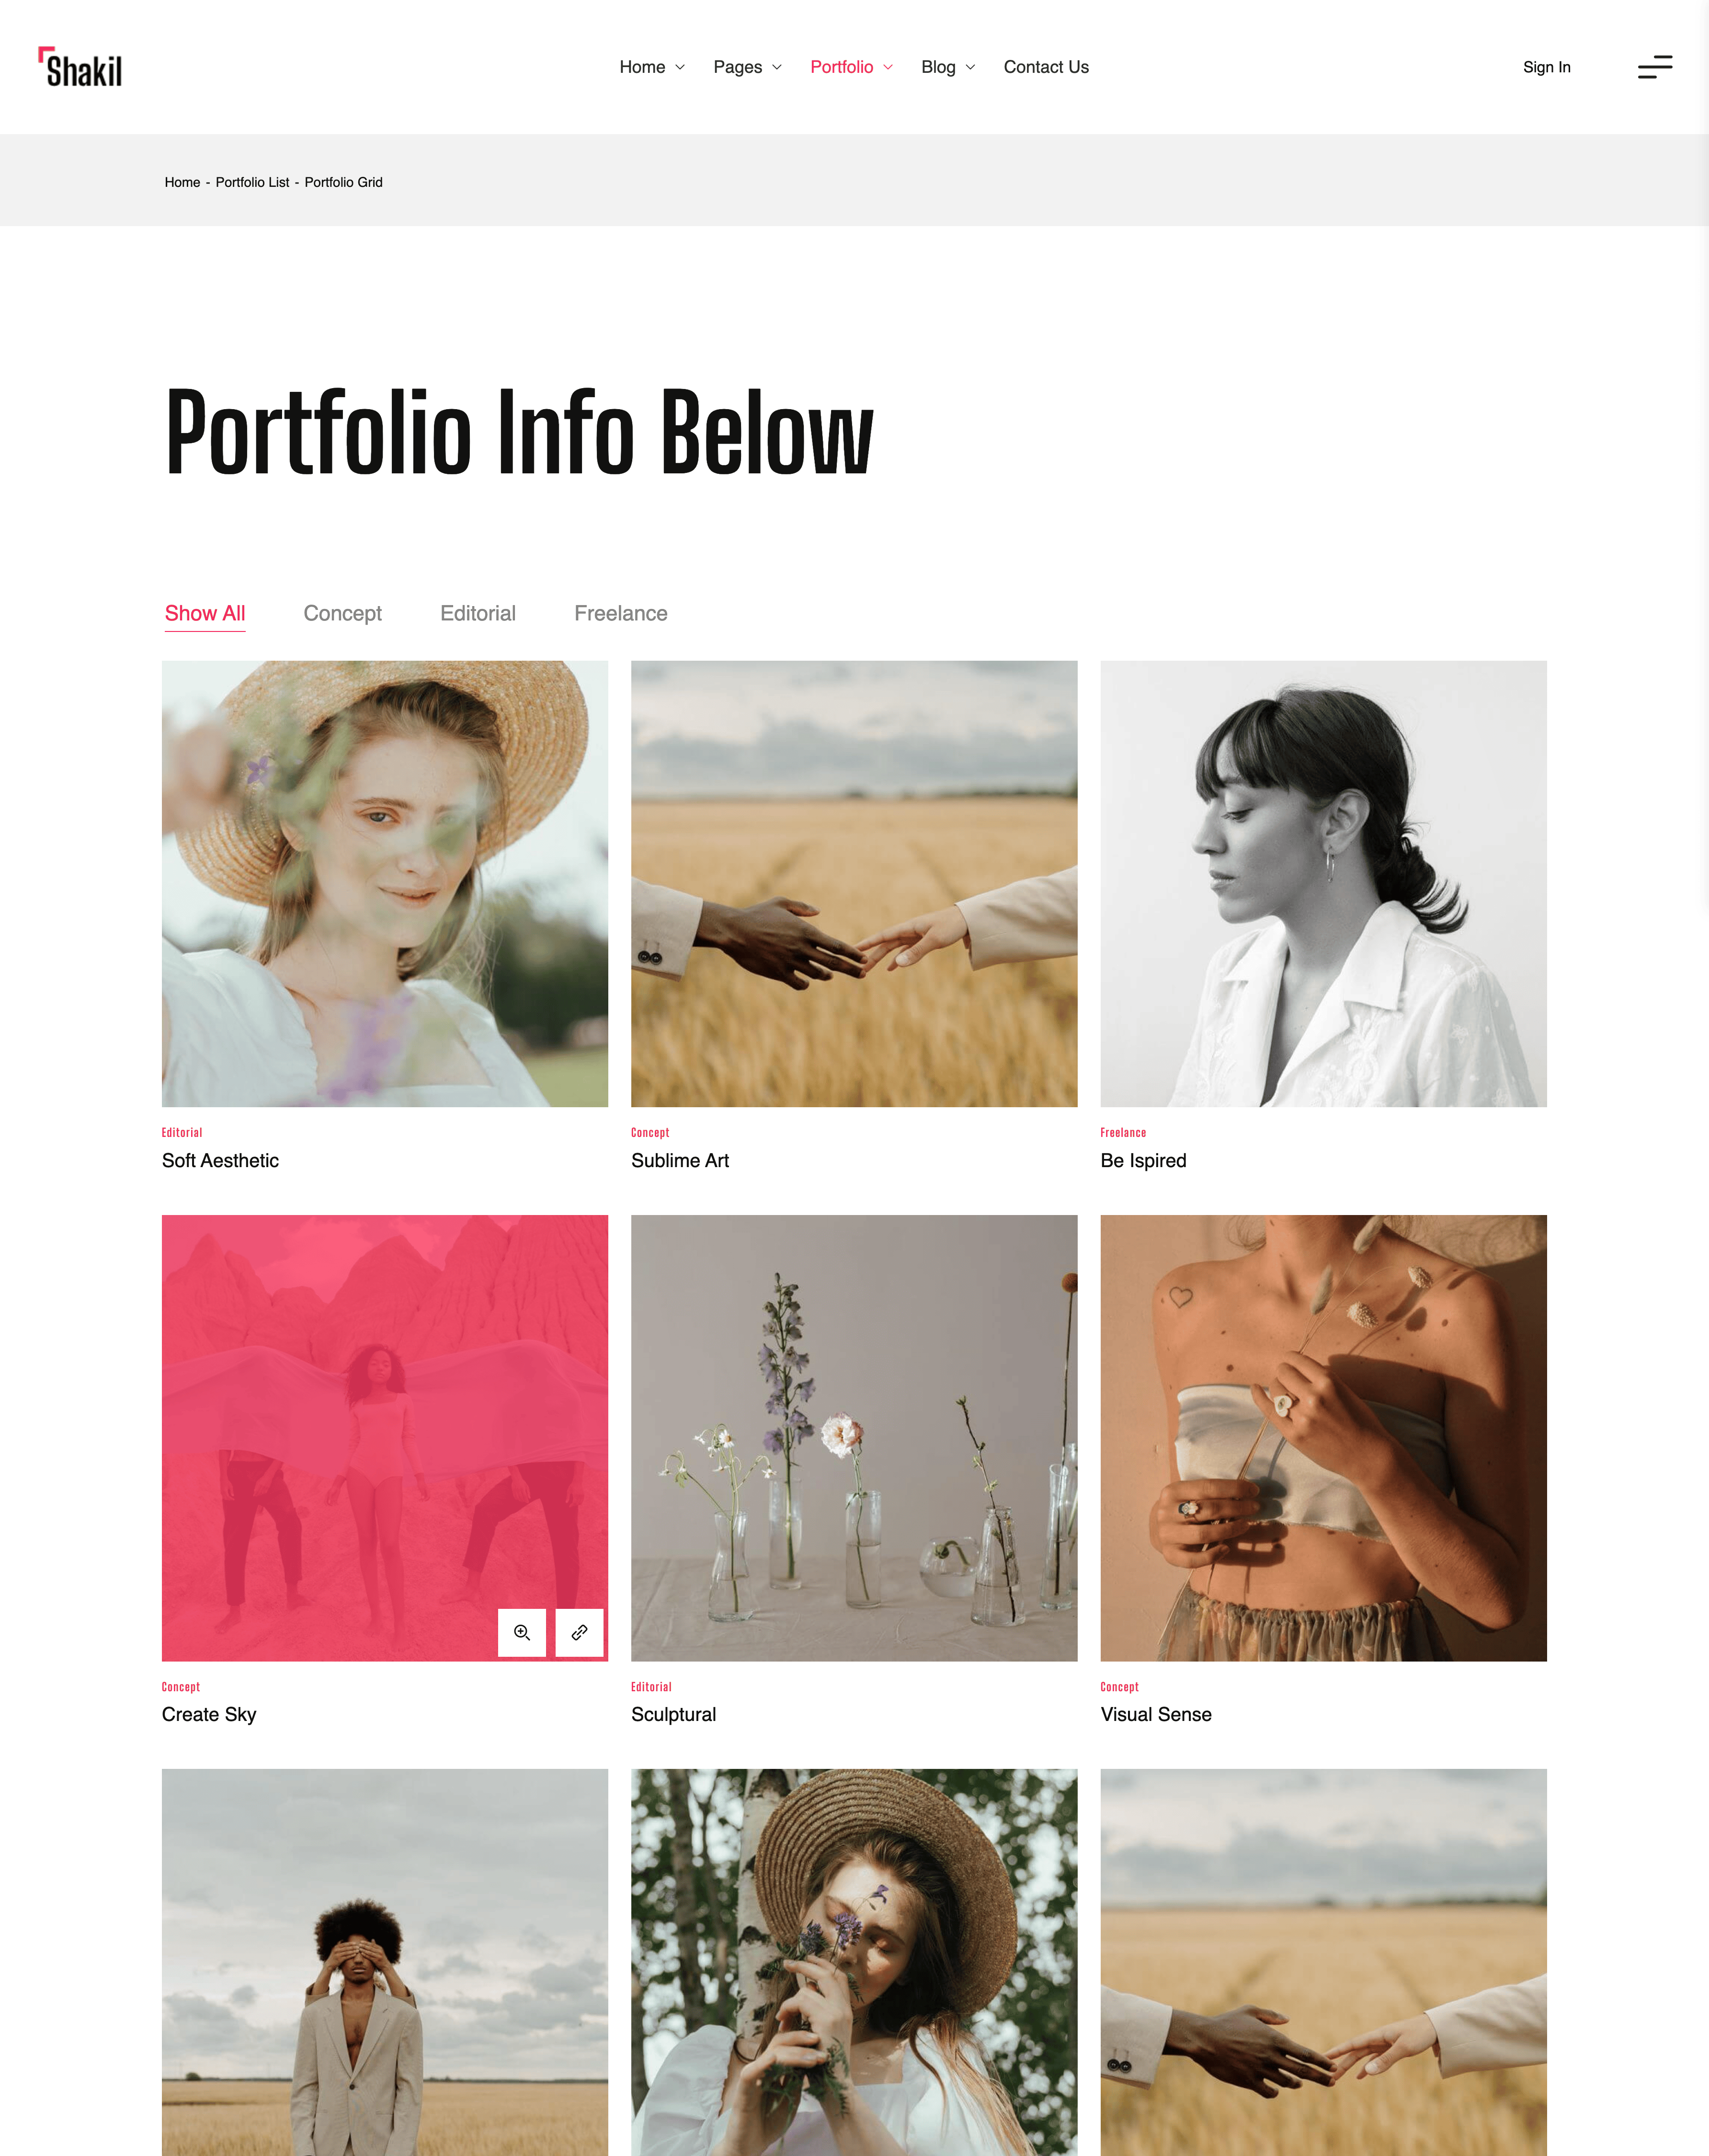 Shakil
Home Pages Portfolio Blog Contact Us
Sign In
Home - Portfolio List - Portfolio Grid
Portfolio Info Below
Show All Concept Editorial Freelance
Editorial
Soft Aesthetic
Concept
Sublime Art
Freelance
Be Ispired
Concept
Create Sky
Editorial
Sculptural
Concept
Visual Sense